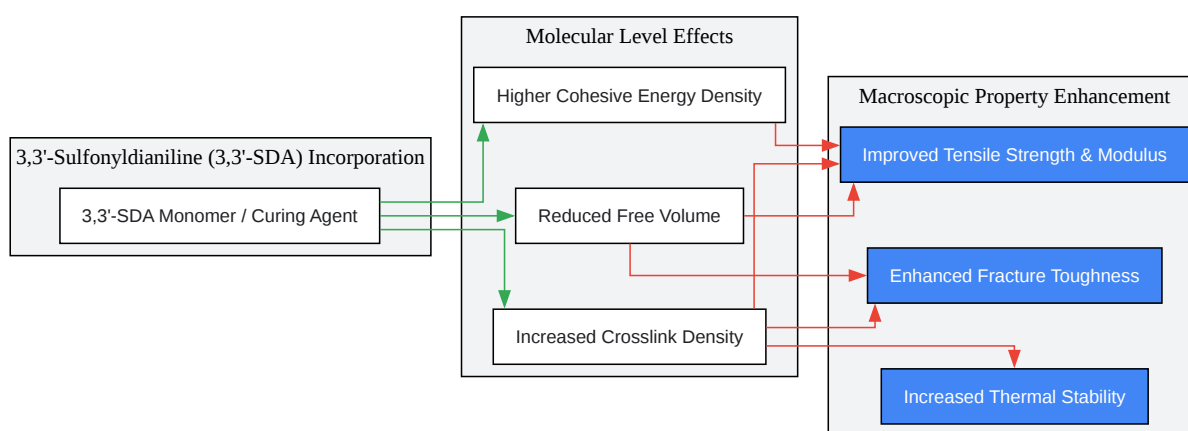 3,3'-Sulfonyldianiline (3,3'-SDA) Incorporation
3,3'-SDA Monomer / Curing Agent
Molecular Level Effects
Higher Cohesive Energy Density
Reduced Free Volume
Increased Crosslink Density
Macroscopic Property Enhancement
Improved Tensile Strength & Modulus
Enhanced Fracture Toughness
Increased Thermal Stability